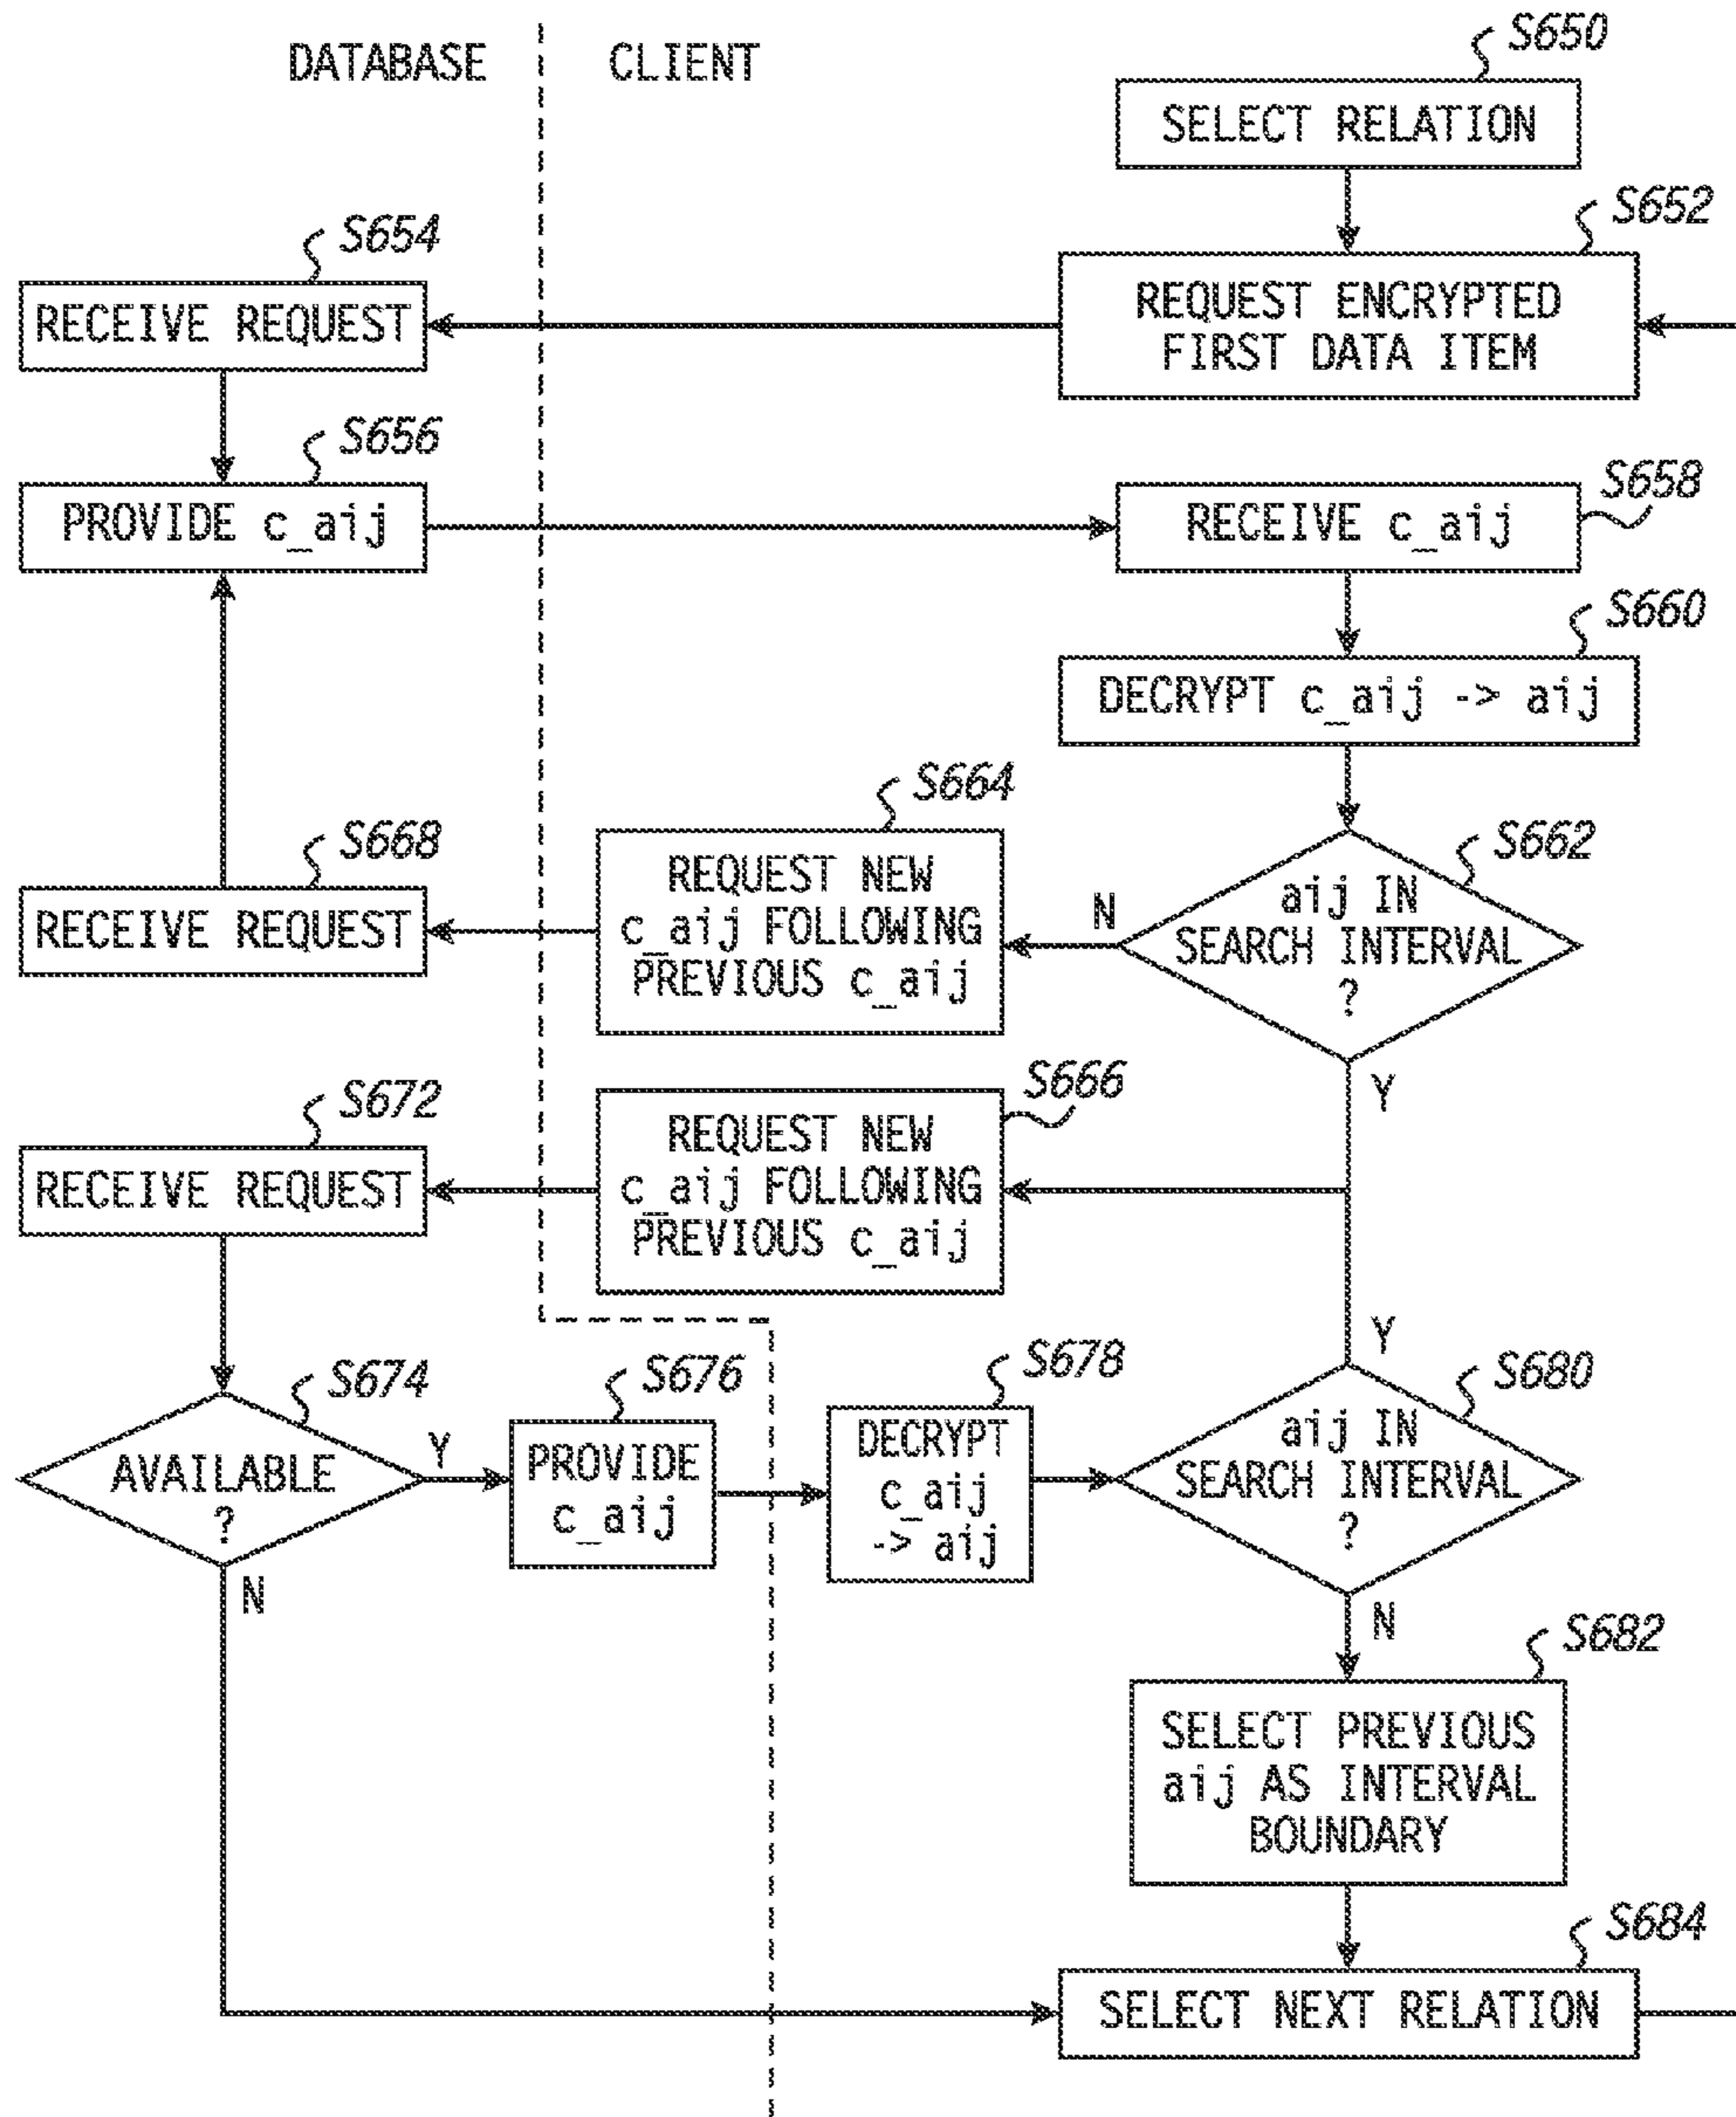 DATABASE
CLIENT
S650
SELECT RELATION
S652
REQUEST ENCRYPTED
FIRST DATA ITEM
S654
RECEIVE REQUEST
S656
PROVIDE c_aij
S658
RECEIVE c_aij
S660
DECRYPT c_aij -> aij
S662
aij IN
SEARCH INTERVAL
?
N
Y
S664
REQUEST NEW
c_aij FOLLOWING
PREVIOUS c_aij
S668
RECEIVE REQUEST
S666
REQUEST NEW
c_aij FOLLOWING
PREVIOUS c_aij
S672
RECEIVE REQUEST
S674
AVAILABLE
?
Y
N
S676
PROVIDE
c_aij
S678
DECRYPT
c_aij
-> aij
S680
aij IN
SEARCH INTERVAL
?
Y
N
S682
SELECT PREVIOUS
aij AS INTERVAL
BOUNDARY
S684
SELECT NEXT RELATION